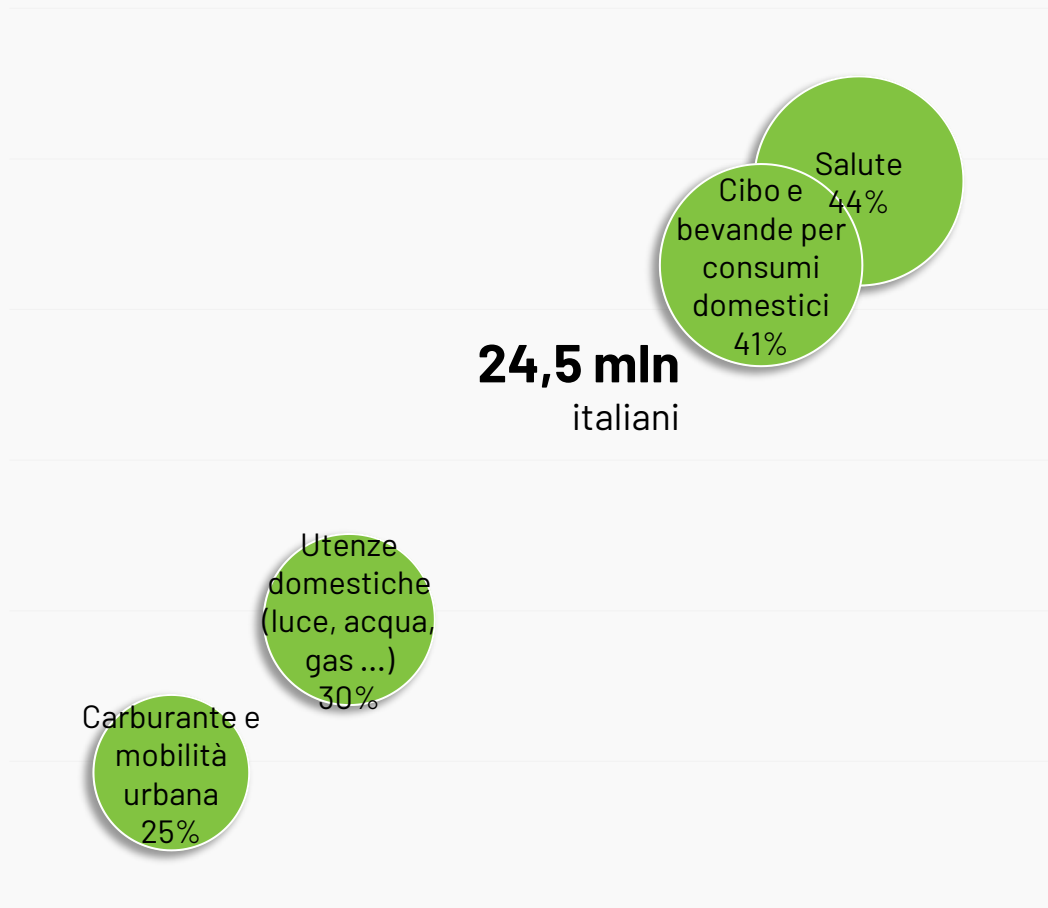 Salute
44%
Cibo e
bevande per
consumi
domestici
41%
24,5 mln
italiani
Utenze
domestiche
(luce, acqua,
gas ...)
30%
Carburante e
mobilità
urbana
25%